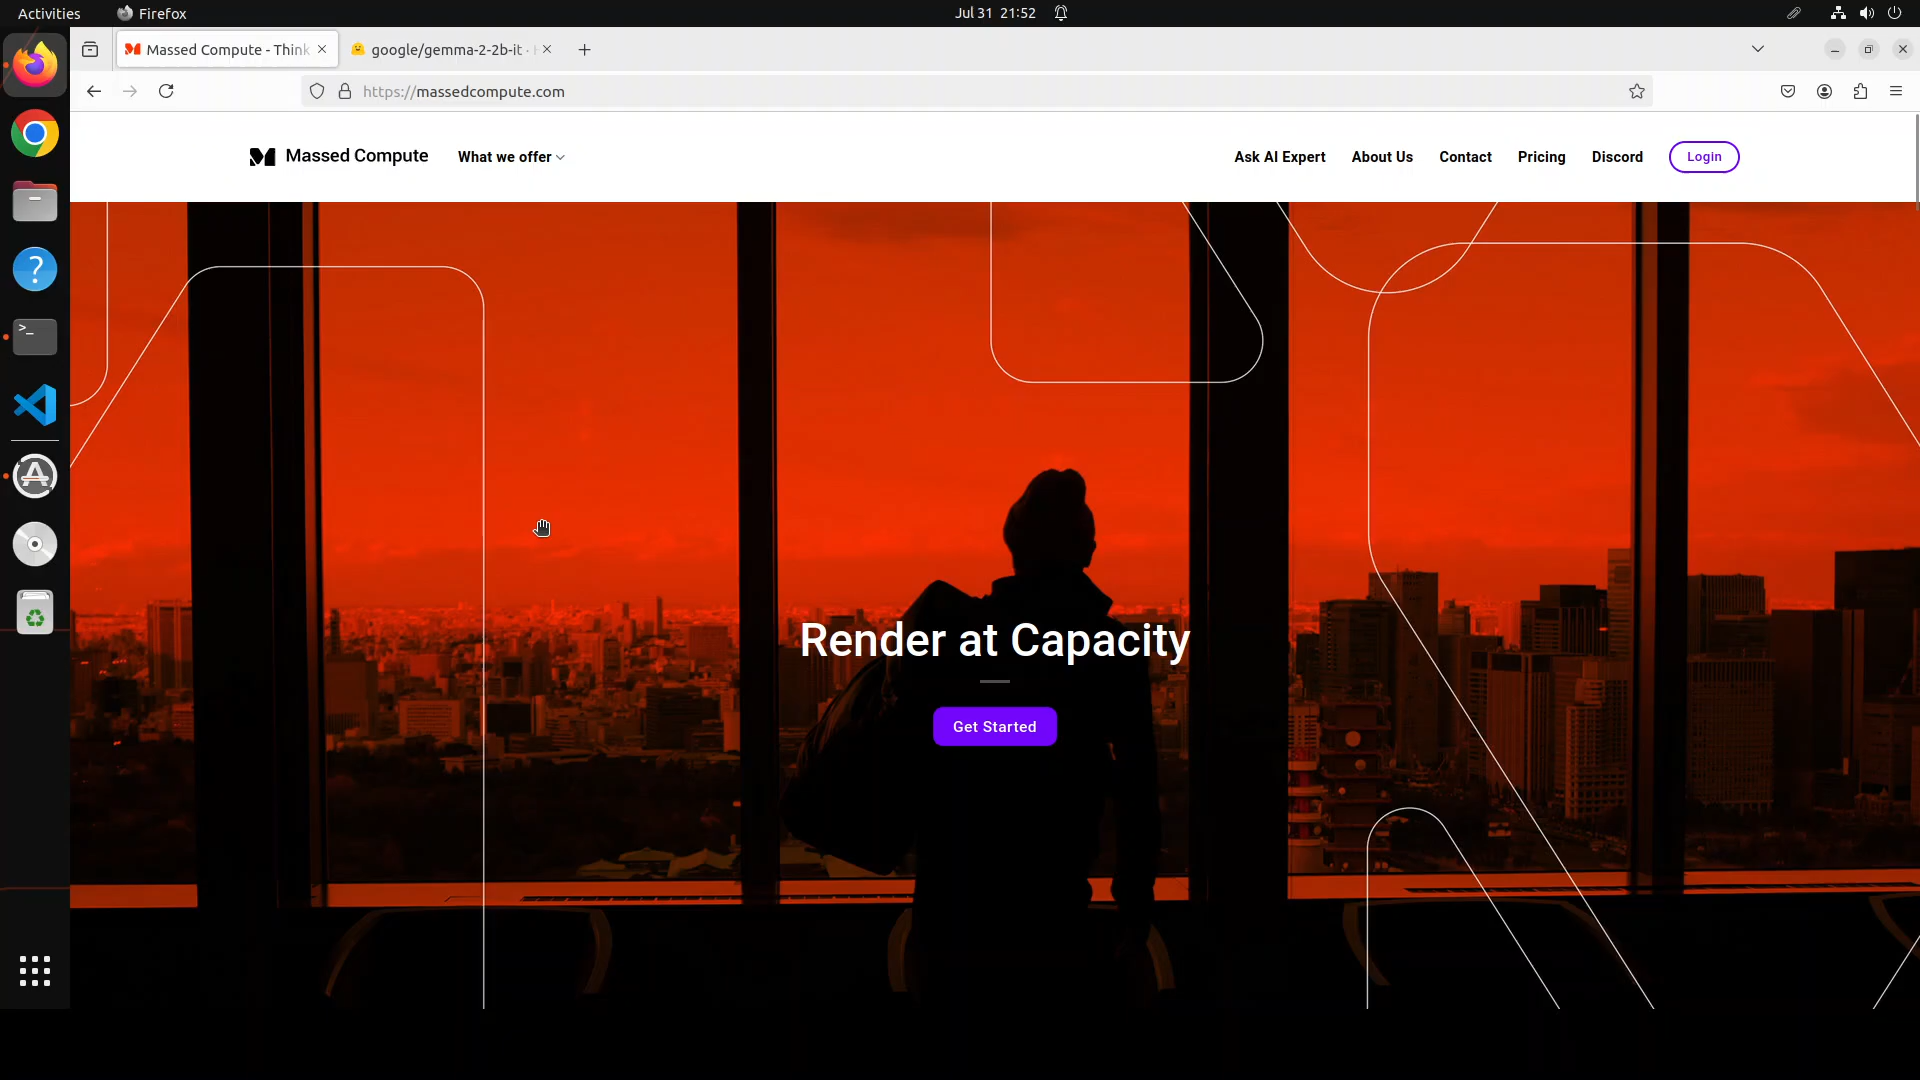 Activities
Firefox
Jul 31 21:52
Massed Compute - Think
google/gemma-2-2b-it ·
https://massedcompute.com
Massed Compute
What we offer
Ask AI Expert
About Us
Contact
Pricing
Discord
Login
Render at Capacity
Get Started